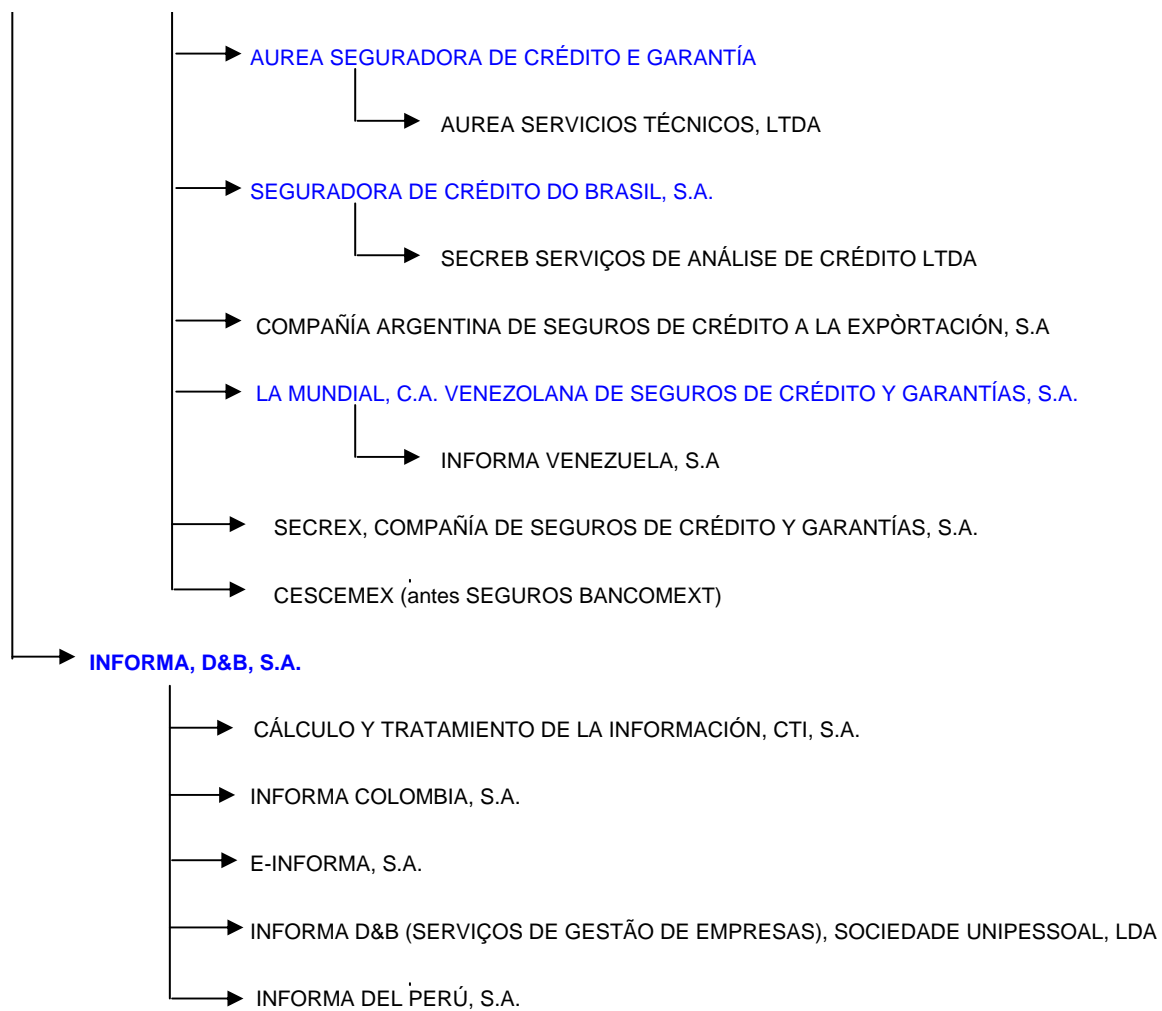 AUREA SEGURADORA DE CRÉDITO E GARANTÍA
AUREA SERVICIOS TÉCNICOS, LTDA
SEGURADORA DE CRÉDITO DO BRASIL, S.A.
SECREB SERVIÇOS DE ANÁLISE DE CRÉDITO LTDA
COMPAÑÍA ARGENTINA DE SEGUROS DE CRÉDITO A LA EXPÒRTACIÓN, S.A
LA MUNDIAL, C.A. VENEZOLANA DE SEGUROS DE CRÉDITO Y GARANTÍAS, S.A.
INFORMA VENEZUELA, S.A
SECREX, COMPAÑÍA DE SEGUROS DE CRÉDITO Y GARANTÍAS, S.A.
CESCEMEX (antes SEGUROS BANCOMEXT)
INFORMA, D&B, S.A.
CÁLCULO Y TRATAMIENTO DE LA INFORMACIÓN, CTI, S.A.
INFORMA COLOMBIA, S.A.
E-INFORMA, S.A.
INFORMA D&B (SERVIÇOS DE GESTÃO DE EMPRESAS), SOCIEDADE UNIPESSOAL, LDA
INFORMA DEL PERÚ, S.A.